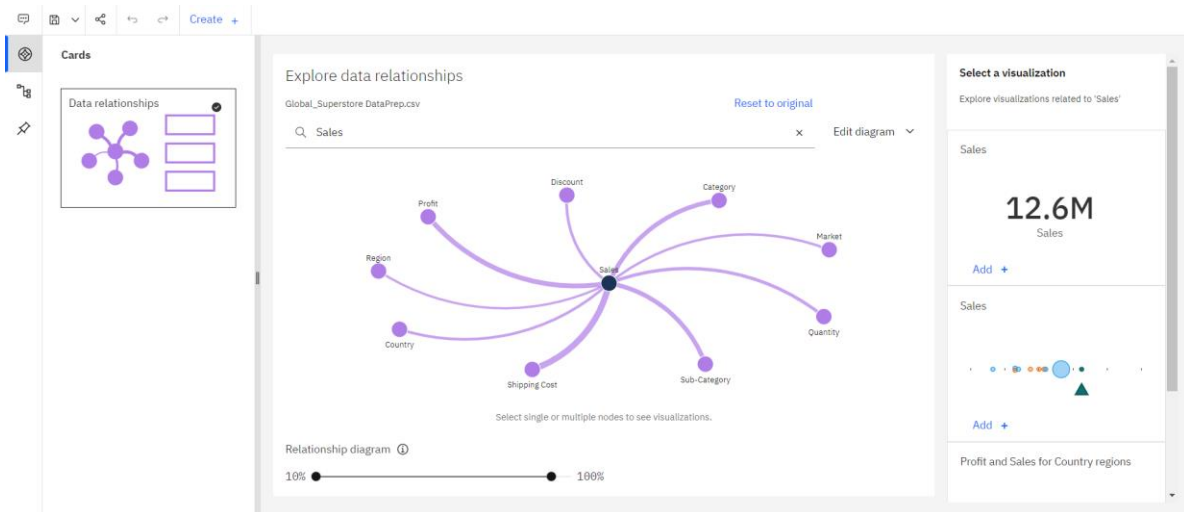 Create +
Cards
Data relationships
Explore data relationships
Global_Superstore DataPrep.csv
Reset to original
Sales
×
Edit diagram
Discount
Category
Profit
Market
Region
Sales
Quantity
Country
Shipping Cost
Sub-Category
Select single or multiple nodes to see visualizations.
Relationship diagram
10%
100%
Select a visualization
Explore visualizations related to 'Sales'
Sales
12.6M
Sales
Add +
Sales
Add +
Profit and Sales for Country regions